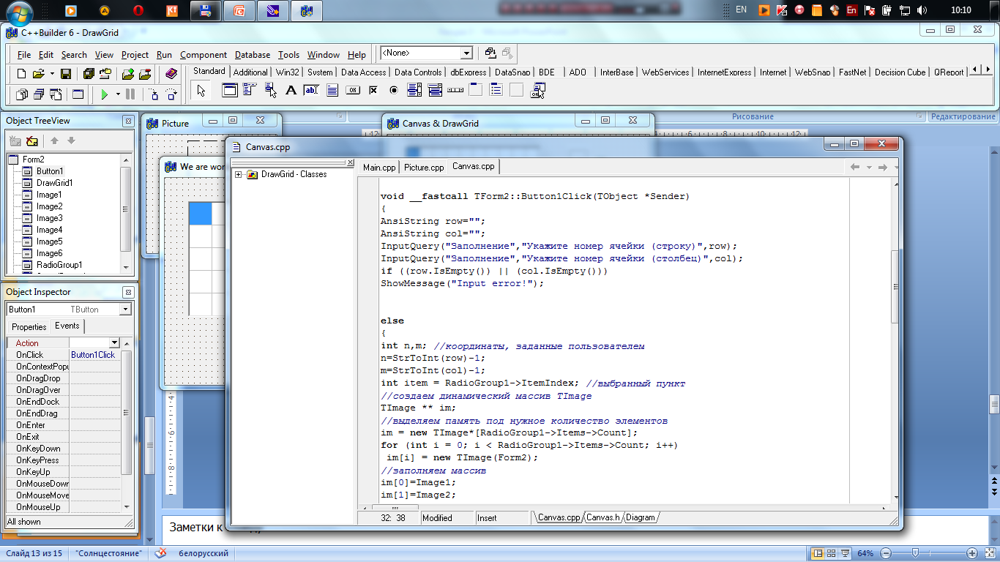 EN
10:10
C++Builder 6 - DrawGrid
File Edit Search View Project Run Component Database Tools Window Help
<None>
Standard Additional Win32 System Data Access Data Controls dbExpress DataSnap BDE ADO InterBase WebServices InternetExpress Internet WebSnap FastNet Decision Cube QReport
Object TreeView
Form2
Button1
DrawGrid1
Image1
Image2
Image3
Image4
Image5
Image6
RadioGroup1
Object Inspector
Button1 TButton
Properties Events
Action
OnClick Button1Click
OnContextPopu
OnDragDrop
OnDragOver
OnEndDock
OnEndDrag
OnEnter
OnExit
OnKeyDown
OnKeyPress
OnKeyUp
OnMouseDown
OnMouseMove
OnMouseUp
All shown
Picture
We are wor
Canvas & DrawGrid
Рисование
Редактирование
Canvas.cpp
DrawGrid - Classes
Main.cpp Picture.cpp Canvas.cpp
void __fastcall TForm2::Button1Click(TObject *Sender)
{
AnsiString row="";
AnsiString col="";
InputQuery("Заполнение","Укажите номер ячейки (строку)",row);
InputQuery("Заполнение","Укажите номер ячейки (столбец)",col);
if ((row.IsEmpty()) || (col.IsEmpty()))
ShowMessage("Input error!");
else
{
int n,m; //координаты, заданные пользователем
n=StrToInt(row)-1;
m=StrToInt(col)-1;
int item = RadioGroup1->ItemIndex; //выбранный пункт
//создаем динамический массив TImage
TImage ** im;
//выделяем память под нужное количество элементов
im = new TImage*[RadioGroup1->Items->Count];
for (int i = 0; i < RadioGroup1->Items->Count; i++)
im[i] = new TImage(Form2);
//заполняем массив
im[0]=Image1;
im[1]=Image2;
32: 38 Modified Insert Canvas.cpp Canvas.h Diagram
Заметки к
Слайд 13 из 15 "Солнцестояние" белорусский 64%